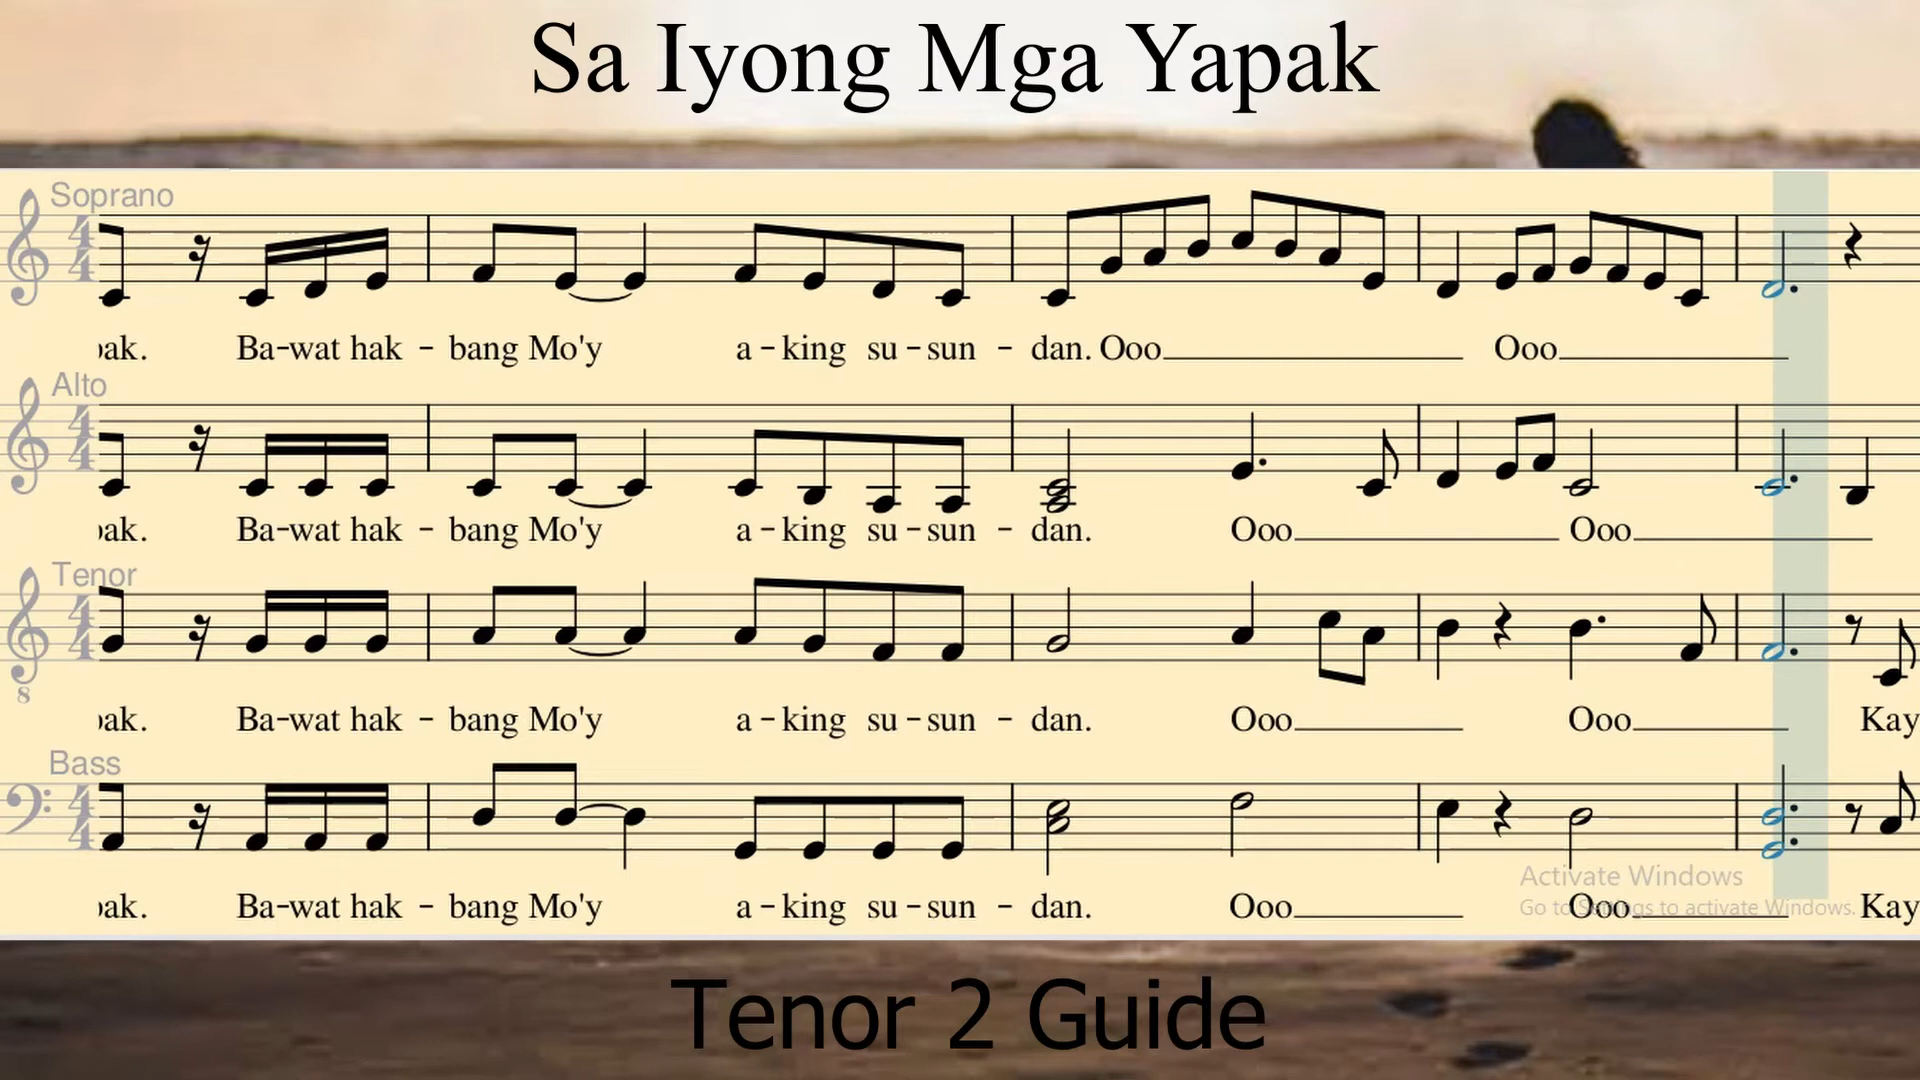 Sa Iyong Mga Yapak
Soprano
ak. Ba-wat hak - bang Mo'y a-king su-sun - dan. Ooo Ooo
Alto
ak. Ba-wat hak - bang Mo'y a-king su-sun - dan. Ooo Ooo
Tenor
8
ak. Ba-wat hak - bang Mo'y a-king su-sun - dan. Ooo Ooo Kay
Bass
ak. Ba-wat hak - bang Mo'y a-king su-sun - dan. Ooo Ooo Kay
Activate Windows
Go to Settings to activate Windows.
Tenor 2 Guide